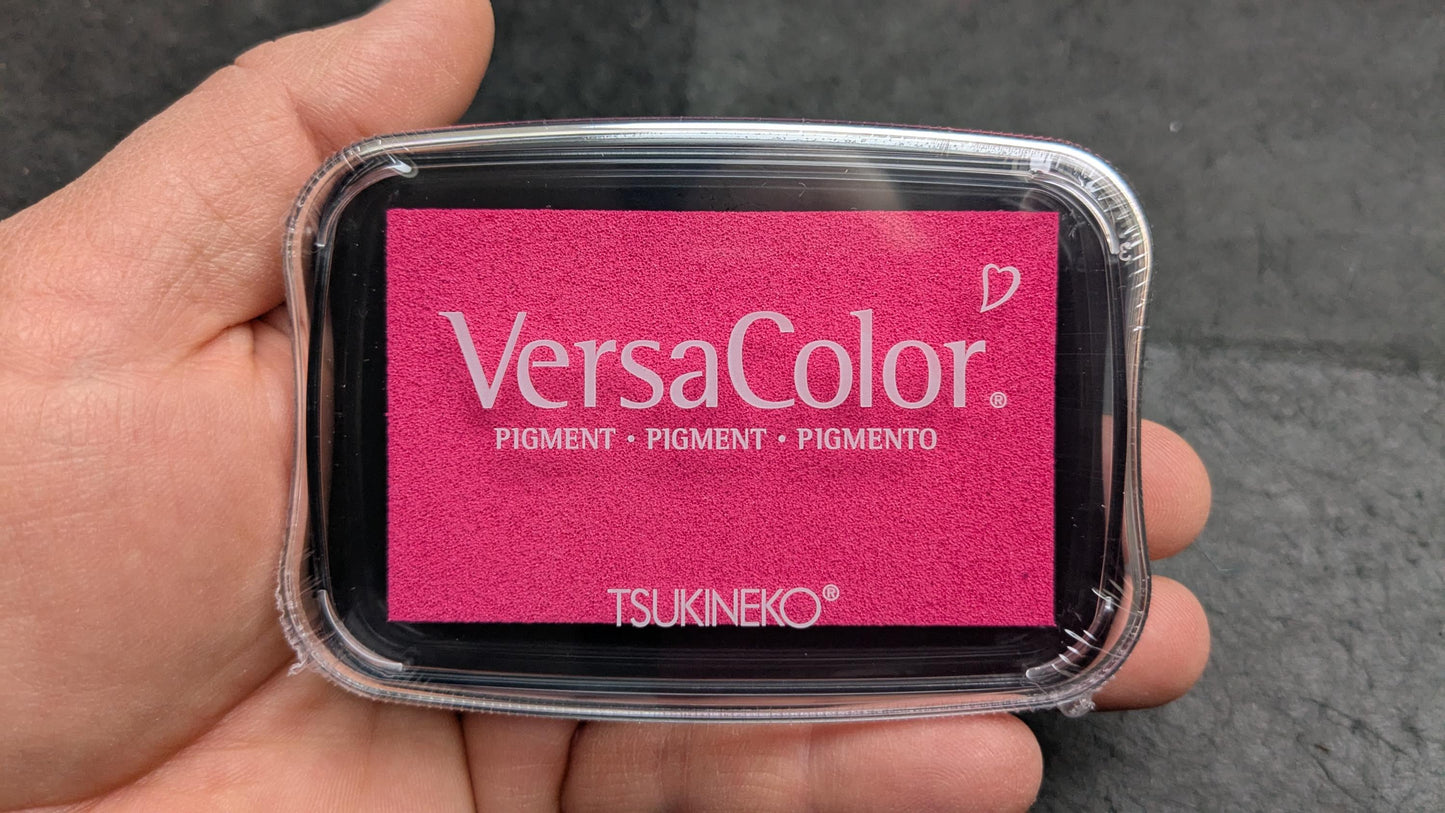 VersaColor®
PIGMENT • PIGMENT • PIGMENTO
TSUKINEKO®